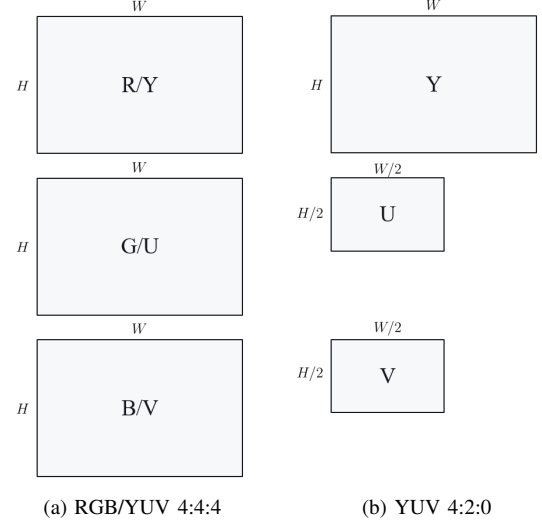 W
H
R/Y
W
H
G/U
W
H
B/V
(a) RGB/YUV 4:4:4
W
H
Y
W/2
H/2
U
W/2
H/2
V
(b) YUV 4:2:0